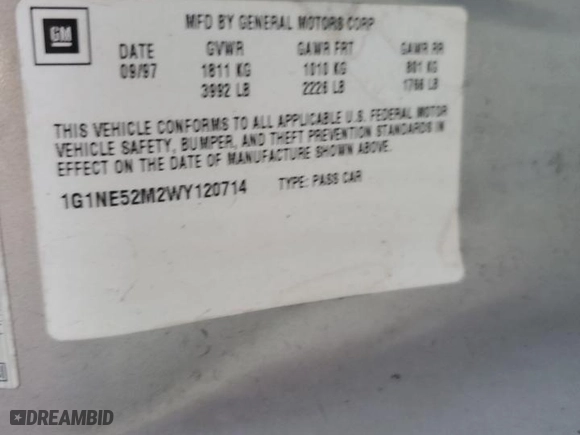 GM
MFD BY GENERAL MOTORS CORP
DATE GVWR GAWR FRT GAWR RR
09/97 1811 KG 1010 KG 801 KG
3992 LB 2226 LB 1766 LB
THIS VEHICLE CONFORMS TO ALL APPLICABLE U.S. FEDERAL MOTOR
VEHICLE SAFETY, BUMPER, AND THEFT PREVENTION STANDARDS IN
EFFECT ON THE DATE OF MANUFACTURE SHOWN ABOVE.
1G1NE52M2WY120714 TYPE: PASS CAR
DREAMBID